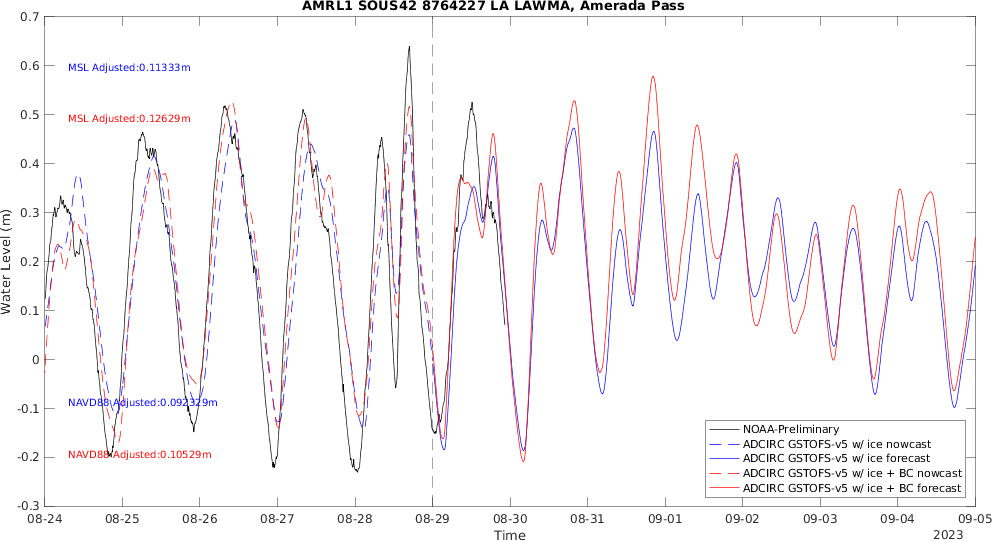 AMRL1 SOUS42 8764227 LA LAWMA, Amerada Pass
0.7
0.6
0.5
0.4
0.3
0.2
0.1
0
-0.1
-0.2
-0.3
Water Level (m)
MSL Adjusted:0.11333m
MSL Adjusted:0.12629m
NAVD88 Adjusted:0.092329m
NAVD88 Adjusted:0.10529m
NOAA-Preliminary
ADCIRC GSTOFS-v5 w/ ice nowcast
ADCIRC GSTOFS-v5 w/ ice forecast
ADCIRC GSTOFS-v5 w/ ice + BC nowcast
ADCIRC GSTOFS-v5 w/ ice + BC forecast
08-24 08-25 08-26 08-27 08-28 08-29 08-30 08-31 09-01 09-02 09-03 09-04 09-05
Time
2023